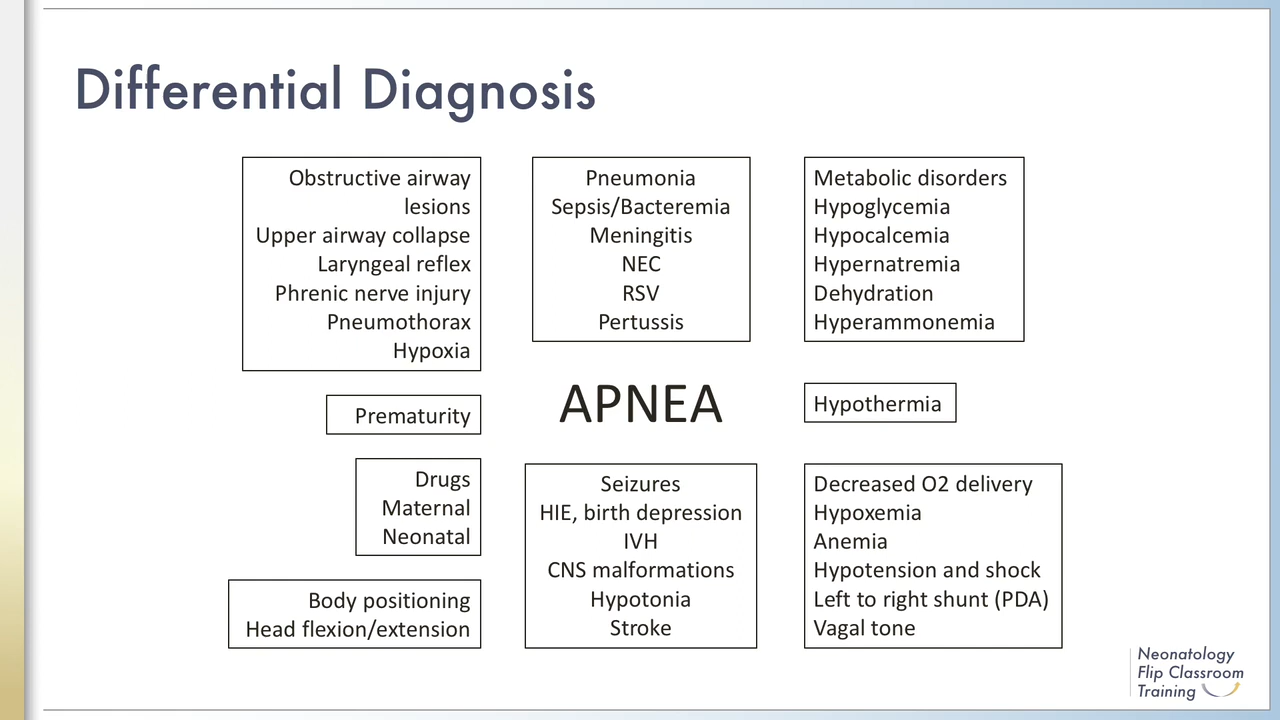 Differential Diagnosis
Obstructive airway
lesions
Upper airway collapse
Laryngeal reflex
Phrenic nerve injury
Pneumothorax
Hypoxia
Pneumonia
Sepsis/Bacteremia
Meningitis
NEC
RSV
Pertussis
Metabolic disorders
Hypoglycemia
Hypocalcemia
Hypernatremia
Dehydration
Hyperammonemia
Prematurity
APNEA
Hypothermia
Drugs
Maternal
Neonatal
Body positioning
Head flexion/extension
Seizures
HIE, birth depression
IVH
CNS malformations
Hypotonia
Stroke
Decreased O2 delivery
Hypoxemia
Anemia
Hypotension and shock
Left to right shunt (PDA)
Vagal tone
Neonatology
Flip Classroom
Training